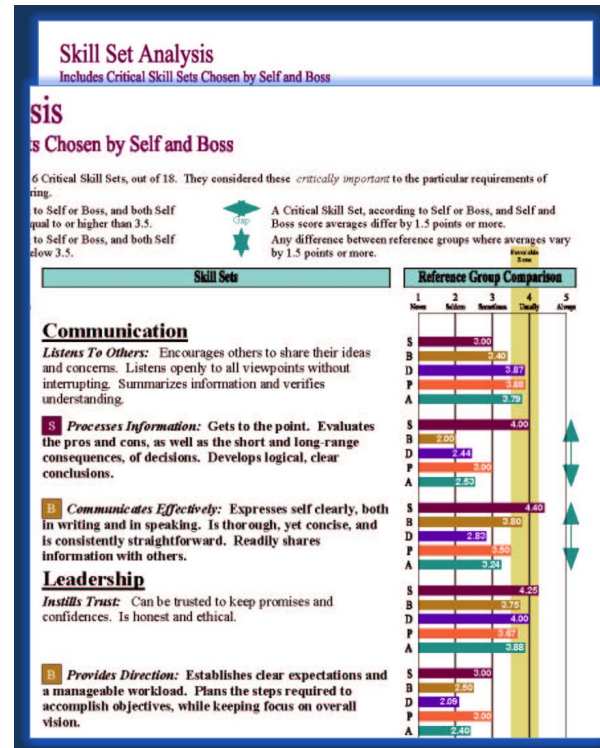 Skill Set Analysis
Includes Critical Skill Sets Chosen by Self and Boss
sis
ts Chosen by Self and Boss
6 Critical Skill Sets, out of 18. They considered these critically important to the particular requirements of
ring.
to Self or Boss, and both Self
qual to or higher than 3.5.
to Self or Boss, and both Self
elow 3.5.
Gap
A Critical Skill Set, according to Self or Boss, and Self and
Boss score averages differ by 1.5 points or more.
Any difference between reference groups where averages vary
by 1.5 points or more.
Favorable
Zone
Skill Sets
Reference Group Comparison
1 2 3 4 5
Never Seldom Sometimes Usually Always
Communication
Listens To Others: Encourages others to share their ideas
and concerns. Listens openly to all viewpoints without
interrupting. Summarizes information and verifies
understanding.
S 3.00
B 3.40
D 3.87
P 3.88
A 3.79
S Processes Information: Gets to the point. Evaluates
the pros and cons, as well as the short and long-range
consequences, of decisions. Develops logical, clear
conclusions.
S 4.00
B 2.00
D 2.44
P 3.00
A 2.53
B Communicates Effectively: Expresses self clearly, both
in writing and in speaking. Is thorough, yet concise, and
is consistently straightforward. Readily shares
information with others.
S 4.40
B 3.80
D 2.83
P 3.50
A 3.24
Leadership
Instills Trust: Can be trusted to keep promises and
confidences. Is honest and ethical.
S 4.25
B 3.75
D 4.00
P 3.67
A 3.88
B Provides Direction: Establishes clear expectations and
a manageable workload. Plans the steps required to
accomplish objectives, while keeping focus on overall
vision.
S 3.00
B 2.50
D 2.09
P 3.00
A 2.40